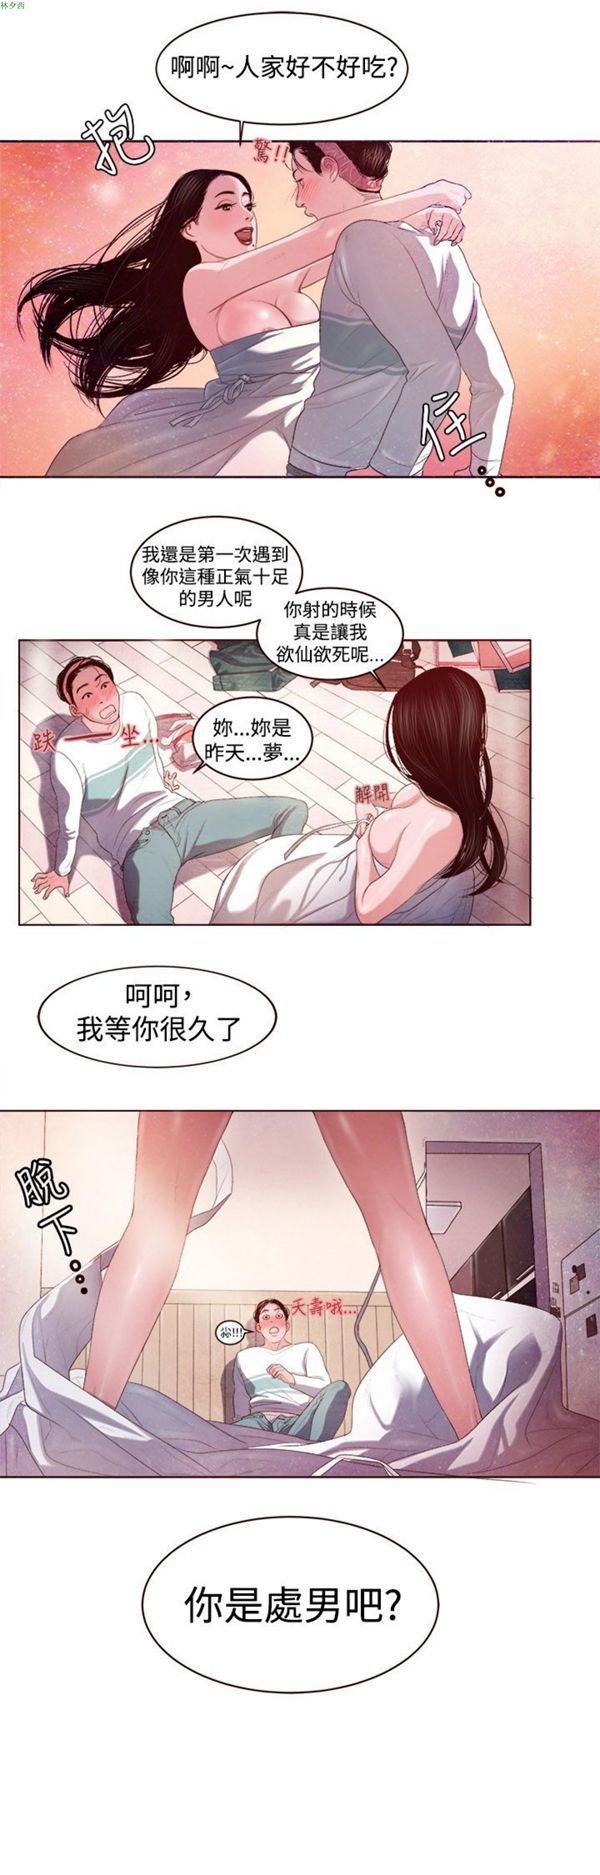 林夕西
啊啊~人家好不好吃?
抱
驚!!
住...
我還是第一次遇到
像你這種正氣十足
的男人呢
你射的時候
真是讓我
欲仙欲死呢...
跌一坐...
妳...妳是
昨天...夢...
解開
呵呵，
我等你很久了
脫
下...
天壽哦...
你是處男吧?